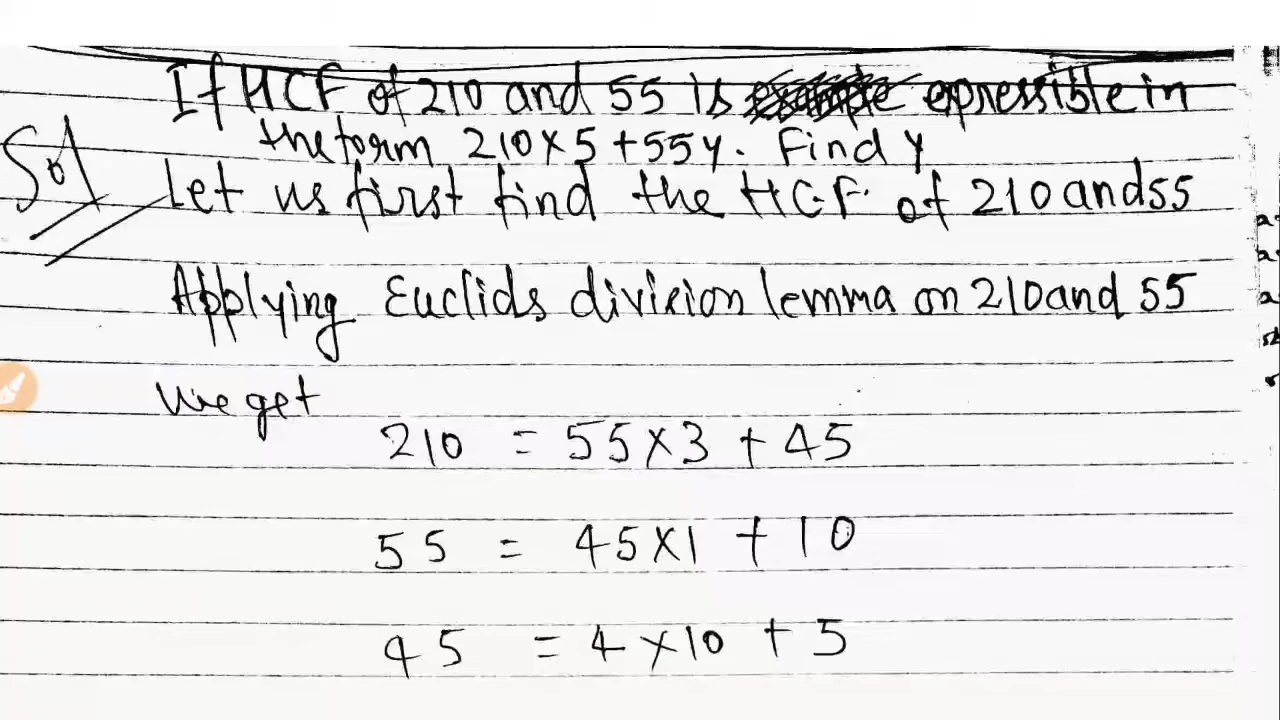 If HCF of 210 and 55 is expressible in
the form 210×5+55y. Find y
Sol
Let us first find the H.C.F. of 210 and 55
Applying Euclids division lemma on 210 and 55
We get
210 = 55×3 + 45
55 = 45×1 + 10
45 = 4×10 + 5